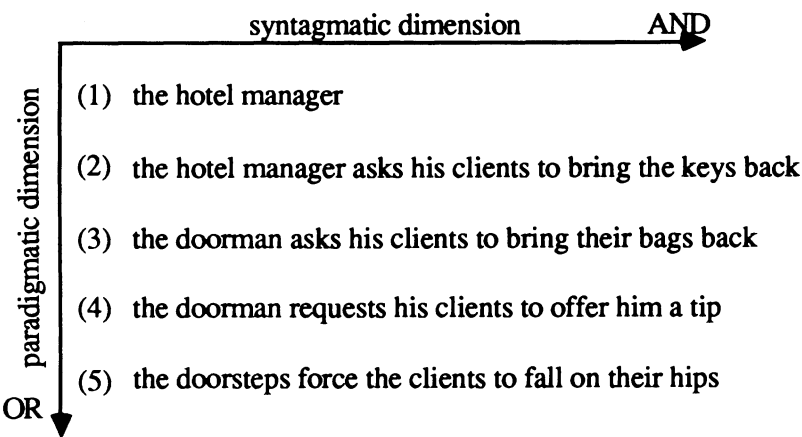 syntagmatic dimension AND
paradigmatic dimension
(1) the hotel manager
(2) the hotel manager asks his clients to bring the keys back
(3) the doorman asks his clients to bring their bags back
(4) the doorman requests his clients to offer him a tip
(5) the doorsteps force the clients to fall on their hips
OR